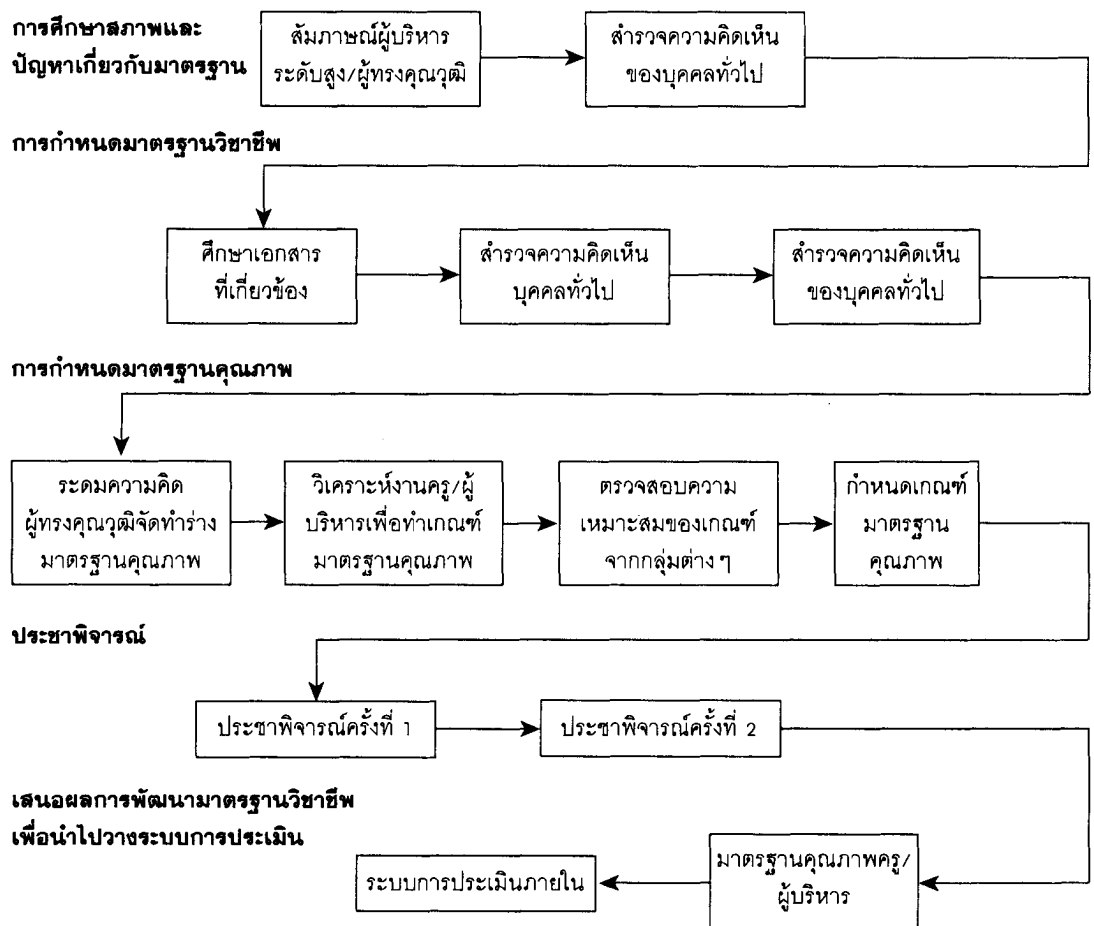 การศึกษาสภาพและ
ปัญหาเกี่ยวกับมาตรฐาน
สัมภาษณ์ผู้บริหาร
ระดับสูง/ผู้ทรงคุณวุฒิ
สำรวจความคิดเห็น
ของบุคคลทั่วไป
การกำหนดมาตรฐานวิชาชีพ
ศึกษาเอกสาร
ที่เกี่ยวข้อง
สำรวจความคิดเห็น
บุคคลทั่วไป
สำรวจความคิดเห็น
ของบุคคลทั่วไป
การกำหนดมาตรฐานคุณภาพ
ระดมความคิด
ผู้ทรงคุณวุฒิจัดทำร่าง
มาตรฐานคุณภาพ
วิเคราะห์งานครู/ผู้
บริหารเพื่อทำเกณฑ์
มาตรฐานคุณภาพ
ตรวจสอบความ
เหมาะสมของเกณฑ์
จากกลุ่มต่างๆ
กำหนดเกณฑ์
มาตรฐาน
คุณภาพ
ประชาพิจารณ์
ประชาพิจารณ์ครั้งที่ 1
ประชาพิจารณ์ครั้งที่ 2
เสนอผลการพัฒนามาตรฐานวิชาชีพ
เพื่อนำไปวางระบบการประเมิน
ระบบการประเมินภายใน
มาตรฐานคุณภาพครู/
ผู้บริหาร